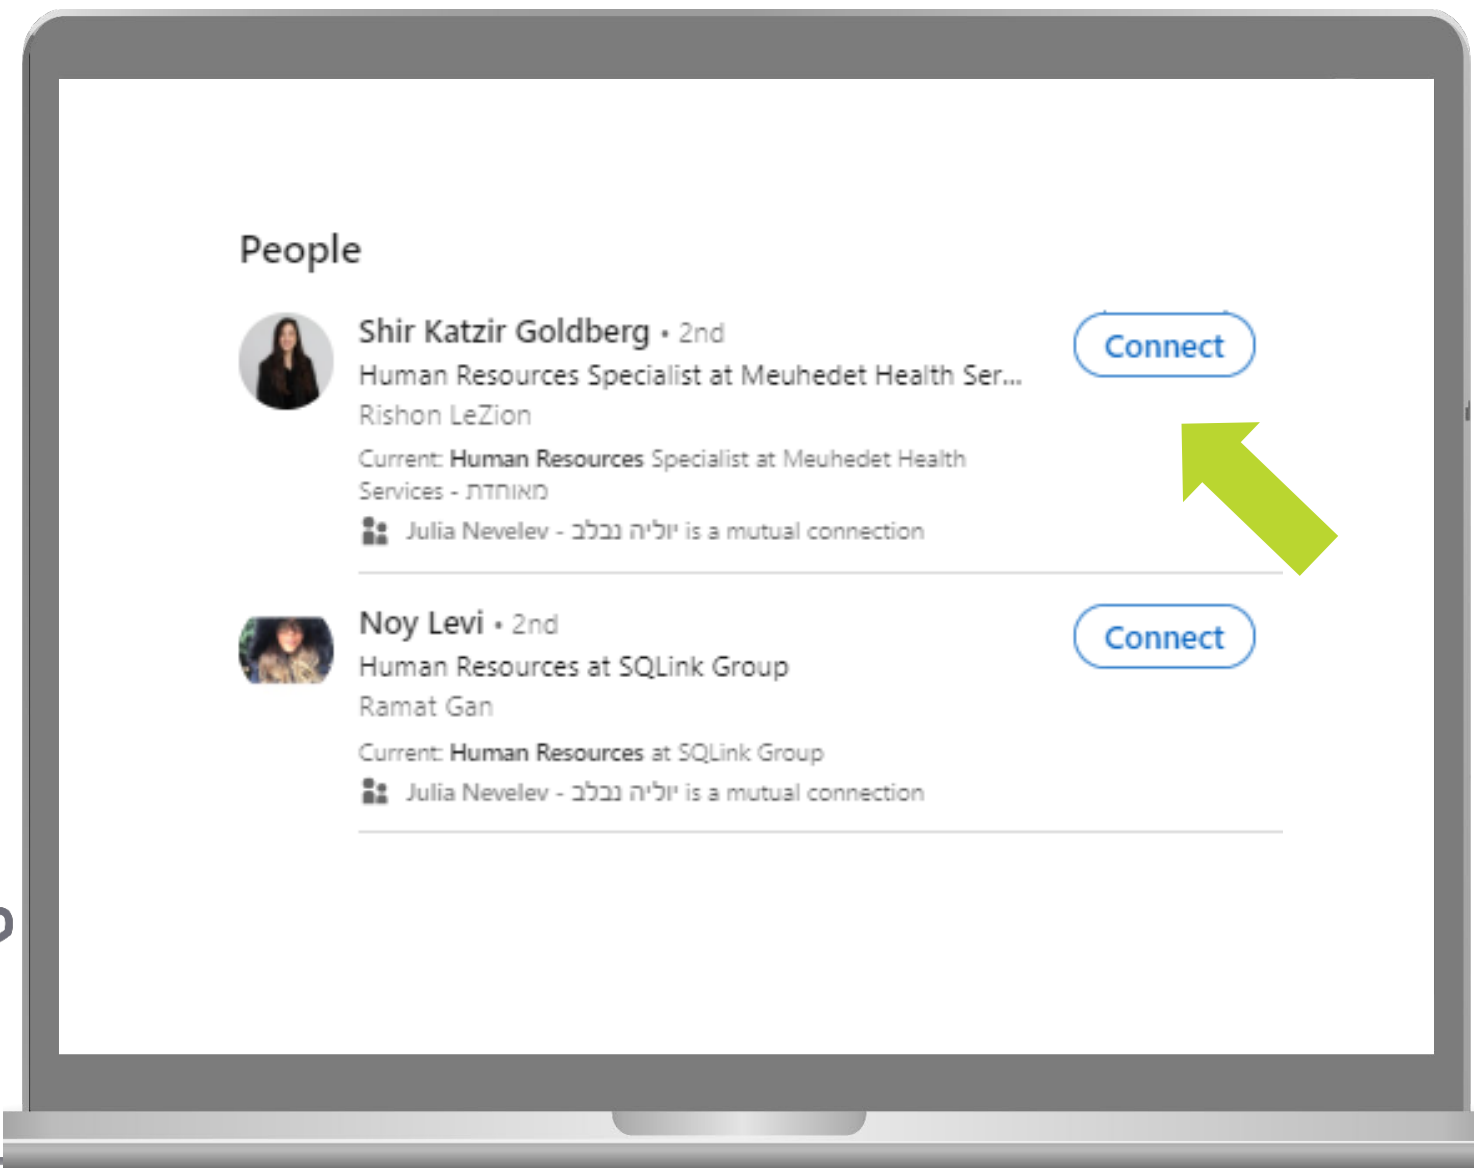 People
Shir Katzir Goldberg • 2nd
Connect
Human Resources Specialist at Meuhedet Health Ser...
Rishon LeZion
Current: Human Resources Specialist at Meuhedet Health
Services - מאוחדת
Julia Nevelev - יוליה נבלב is a mutual connection
Noy Levi • 2nd
Connect
Human Resources at SQLink Group
Ramat Gan
Current: Human Resources at SQLink Group
Julia Nevelev - יוליה נבלב is a mutual connection